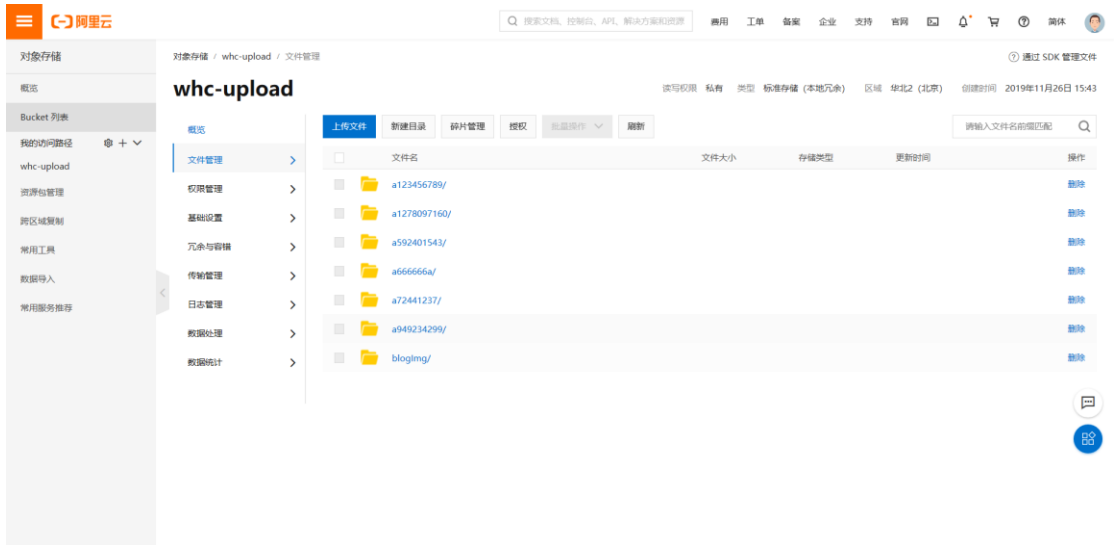 阿里云
搜索文档、控制台、API、解决方案和资源 费用 工单 备案 企业 支持 官网 简体
对象存储
概览
Bucket 列表
我的访问路径
whc-upload
资源包管理
跨区域复制
常用工具
数据导入
常用服务推荐
对象存储 / whc-upload / 文件管理 通过 SDK 管理文件
whc-upload
读写权限 私有 类型 标准存储 (本地冗余) 区域 华北2 (北京) 创建时间 2019年11月26日 15:43
概览
文件管理
权限管理
基础设置
冗余与容错
传输管理
日志管理
数据处理
数据统计
上传文件 新建目录 碎片管理 授权 批量操作 刷新 请输入文件名前缀匹配
文件名 文件大小 存储类型 更新时间 操作
a123456789/ 删除
a1278097160/ 删除
a592401543/ 删除
a666666a/ 删除
a72441237/ 删除
a949234299/ 删除
blogImg/ 删除